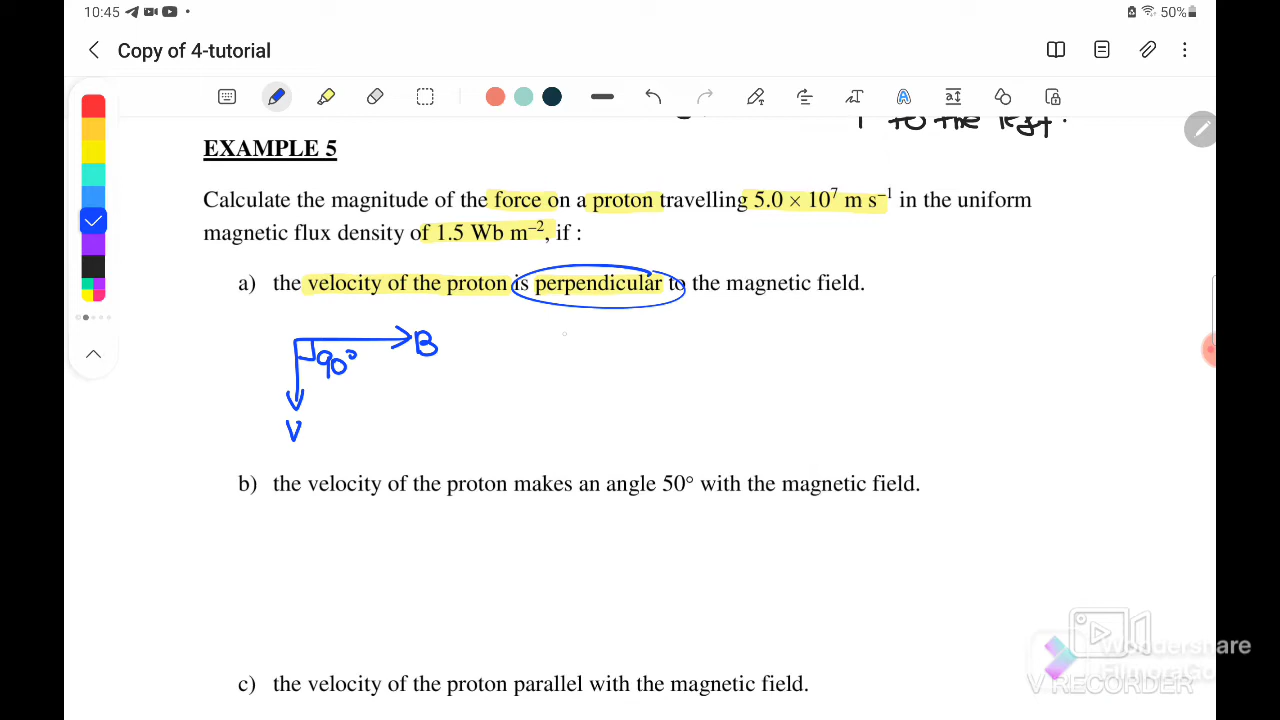 10:45
50%
Copy of 4-tutorial
to the left.
EXAMPLE 5
Calculate the magnitude of the force on a proton travelling 5.0 × 10⁷ m s⁻¹ in the uniform
magnetic flux density of 1.5 Wb m⁻², if :
a) the velocity of the proton is perpendicular to the magnetic field.
B
90°
V
b) the velocity of the proton makes an angle 50° with the magnetic field.
c) the velocity of the proton parallel with the magnetic field.
Wondershare
FilmoraGo
V RECORDER